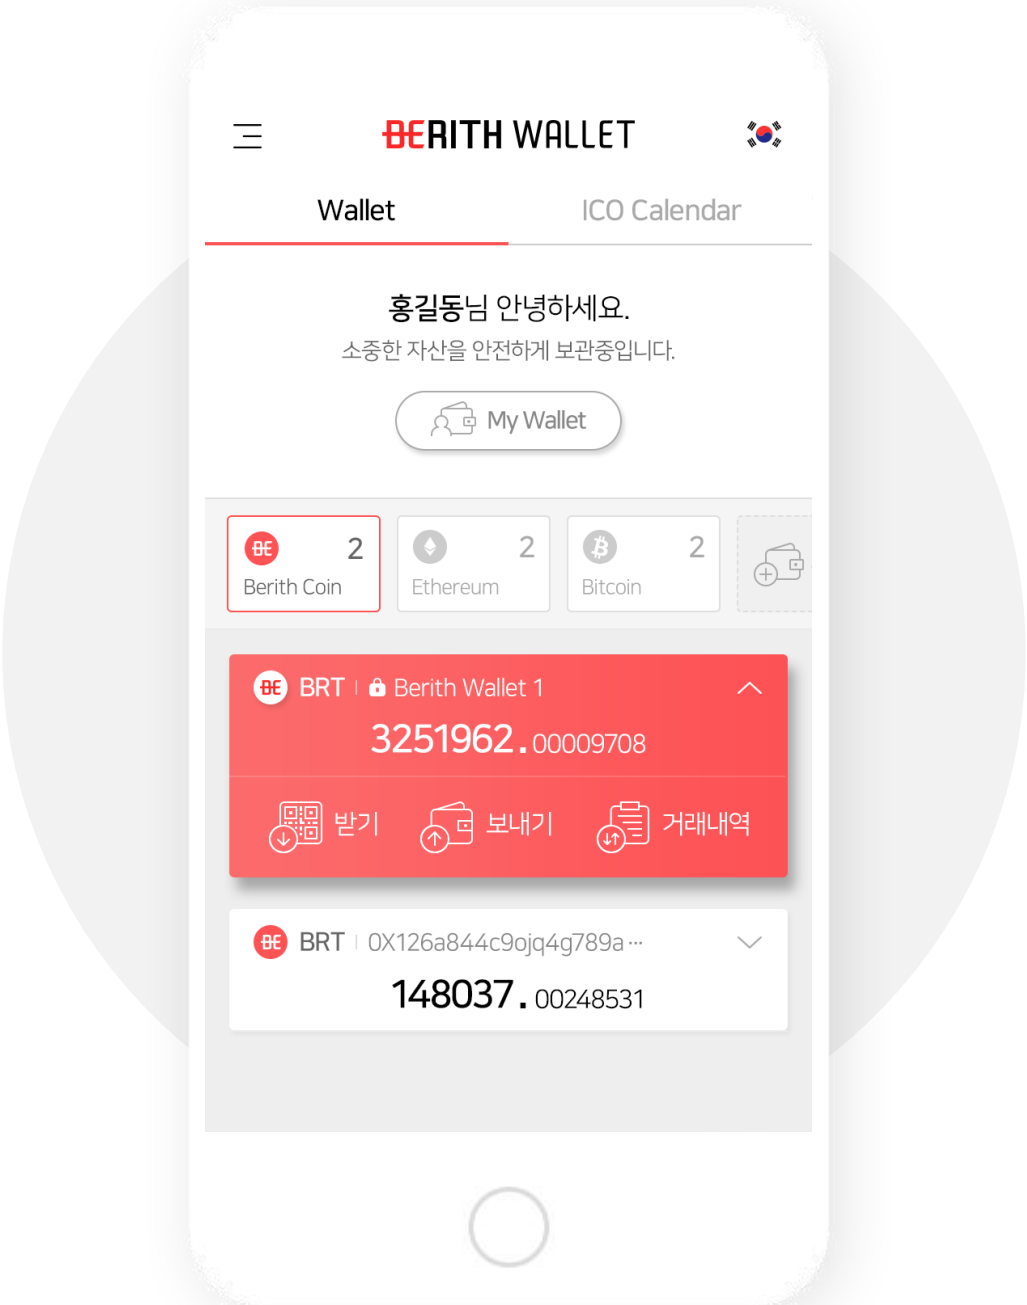 BERITH WALLET
Wallet
ICO Calendar
홍길동님 안녕하세요.
소중한 자산을 안전하게 보관중입니다.
My Wallet
2
Berith Coin
2
Ethereum
2
Bitcoin
BRT | Berith Wallet 1
3251962.00009708
받기
보내기
거래내역
BRT | 0X126a844c9ojq4g789a···
148037.00248531